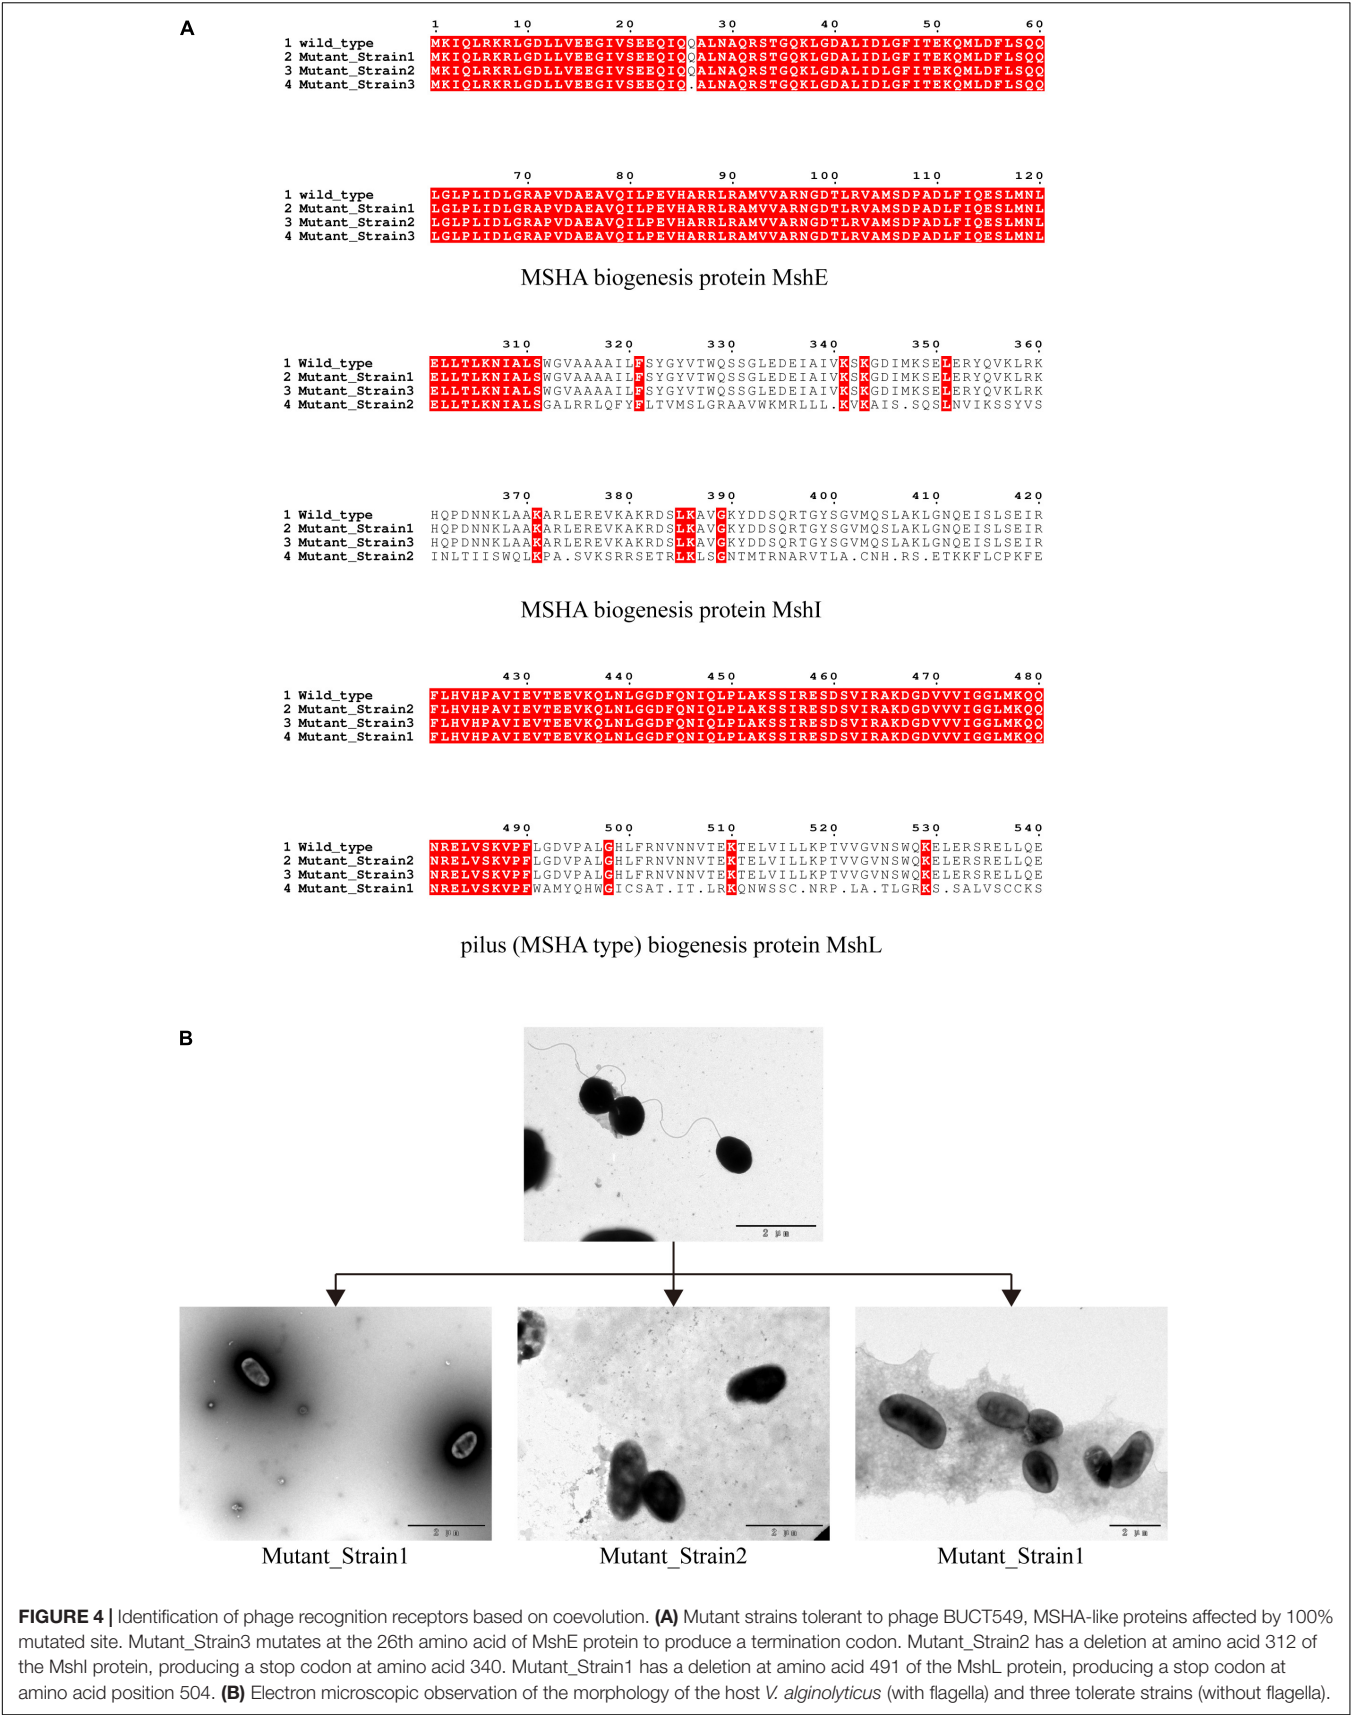 A
1 10 20 30 40 50 60
1 wild_type MKIQLRKRLGDLLVEEGIVSEEQIQQALNAQRSTGQKLGDALIDLGFITEKQMLDFLSQQ
2 Mutant_Strain1 MKIQLRKRLGDLLVEEGIVSEEQIQQALNAQRSTGQKLGDALIDLGFITEKQMLDFLSQQ
3 Mutant_Strain2 MKIQLRKRLGDLLVEEGIVSEEQIQQALNAQRSTGQKLGDALIDLGFITEKQMLDFLSQQ
4 Mutant_Strain3 MKIQLRKRLGDLLVEEGIVSEEQIQ.ALNAQRSTGQKLGDALIDLGFITEKQMLDFLSQQ
70 80 90 100 110 120
1 wild_type LGLPLIDLGRAPVDAEAVQILPEVHARRLRAMVVARNGDTLRVAMSDPADLFIQESLMNL
2 Mutant_Strain1 LGLPLIDLGRAPVDAEAVQILPEVHARRLRAMVVARNGDTLRVAMSDPADLFIQESLMNL
3 Mutant_Strain2 LGLPLIDLGRAPVDAEAVQILPEVHARRLRAMVVARNGDTLRVAMSDPADLFIQESLMNL
4 Mutant_Strain3 LGLPLIDLGRAPVDAEAVQILPEVHARRLRAMVVARNGDTLRVAMSDPADLFIQESLMNL
MSHA biogenesis protein MshE
310 320 330 340 350 360
1 Wild_type ELLTLKNIALSWGVAAAAILFSYGYVTWQSSGLEDEIAIVKSKGDIMKSELERYQVKLRK
2 Mutant_Strain1 ELLTLKNIALSWGVAAAAILFSYGYVTWQSSGLEDEIAIVKSKGDIMKSELERYQVKLRK
3 Mutant_Strain3 ELLTLKNIALSWGVAAAAILFSYGYVTWQSSGLEDEIAIVKSKGDIMKSELERYQVKLRK
4 Mutant_Strain2 ELLTLKNIALSGALRRLQFYFLTVMSLGRAAVWKMRLLL.KVKAIS.SQSLNVIKSSYVS
370 380 390 400 410 420
1 Wild_type HQPDNNKLAAKARLEREVKAKRDSLKAVGKYDDSQRTGYSGVMQSLAKLGNQEISLSEIR
2 Mutant_Strain1 HQPDNNKLAAKARLEREVKAKRDSLKAVGKYDDSQRTGYSGVMQSLAKLGNQEISLSEIR
3 Mutant_Strain3 HQPDNNKLAAKARLEREVKAKRDSLKAVGKYDDSQRTGYSGVMQSLAKLGNQEISLSEIR
4 Mutant_Strain2 INLTIISWQLKPA.SVKSRRSETRLKLSGNTMTRNARVTLA.CNH.RS.ETKKFLCPKFE
MSHA biogenesis protein MshI
430 440 450 460 470 480
1 Wild_type FLHVHPAVIEVTEEVKQLNLGGDFQNIQLPLAKSSIRESDSVIRAKDGDVVVIGGLMKQQ
2 Mutant_Strain2 FLHVHPAVIEVTEEVKQLNLGGDFQNIQLPLAKSSIRESDSVIRAKDGDVVVIGGLMKQQ
3 Mutant_Strain3 FLHVHPAVIEVTEEVKQLNLGGDFQNIQLPLAKSSIRESDSVIRAKDGDVVVIGGLMKQQ
4 Mutant_Strain1 FLHVHPAVIEVTEEVKQLNLGGDFQNIQLPLAKSSIRESDSVIRAKDGDVVVIGGLMKQQ
490 500 510 520 530 540
1 Wild_type NRELVSKVPFLGDVPALGHLFRNVNNVTEKTELVILLKPTVVGVNSWQKELERSRELLQE
2 Mutant_Strain2 NRELVSKVPFLGDVPALGHLFRNVNNVTEKTELVILLKPTVVGVNSWQKELERSRELLQE
3 Mutant_Strain3 NRELVSKVPFLGDVPALGHLFRNVNNVTEKTELVILLKPTVVGVNSWQKELERSRELLQE
4 Mutant_Strain1 NRELVSKVPFWAMYQHWGICSAT.IT.LRKQNWSSC.NRP.LA.TLGRKS.SALVSCCKS
pilus (MSHA type) biogenesis protein MshL
B
2 μm
2 μm 2 μm 2 μm
Mutant_Strain1 Mutant_Strain2 Mutant_Strain1
FIGURE 4 | Identification of phage recognition receptors based on coevolution. (A) Mutant strains tolerant to phage BUCT549, MSHA-like proteins affected by 100%
mutated site. Mutant_Strain3 mutates at the 26th amino acid of MshE protein to produce a termination codon. Mutant_Strain2 has a deletion at amino acid 312 of
the MshI protein, producing a stop codon at amino acid 340. Mutant_Strain1 has a deletion at amino acid 491 of the MshL protein, producing a stop codon at
amino acid position 504. (B) Electron microscopic observation of the morphology of the host V. alginolyticus (with flagella) and three tolerate strains (without flagella).